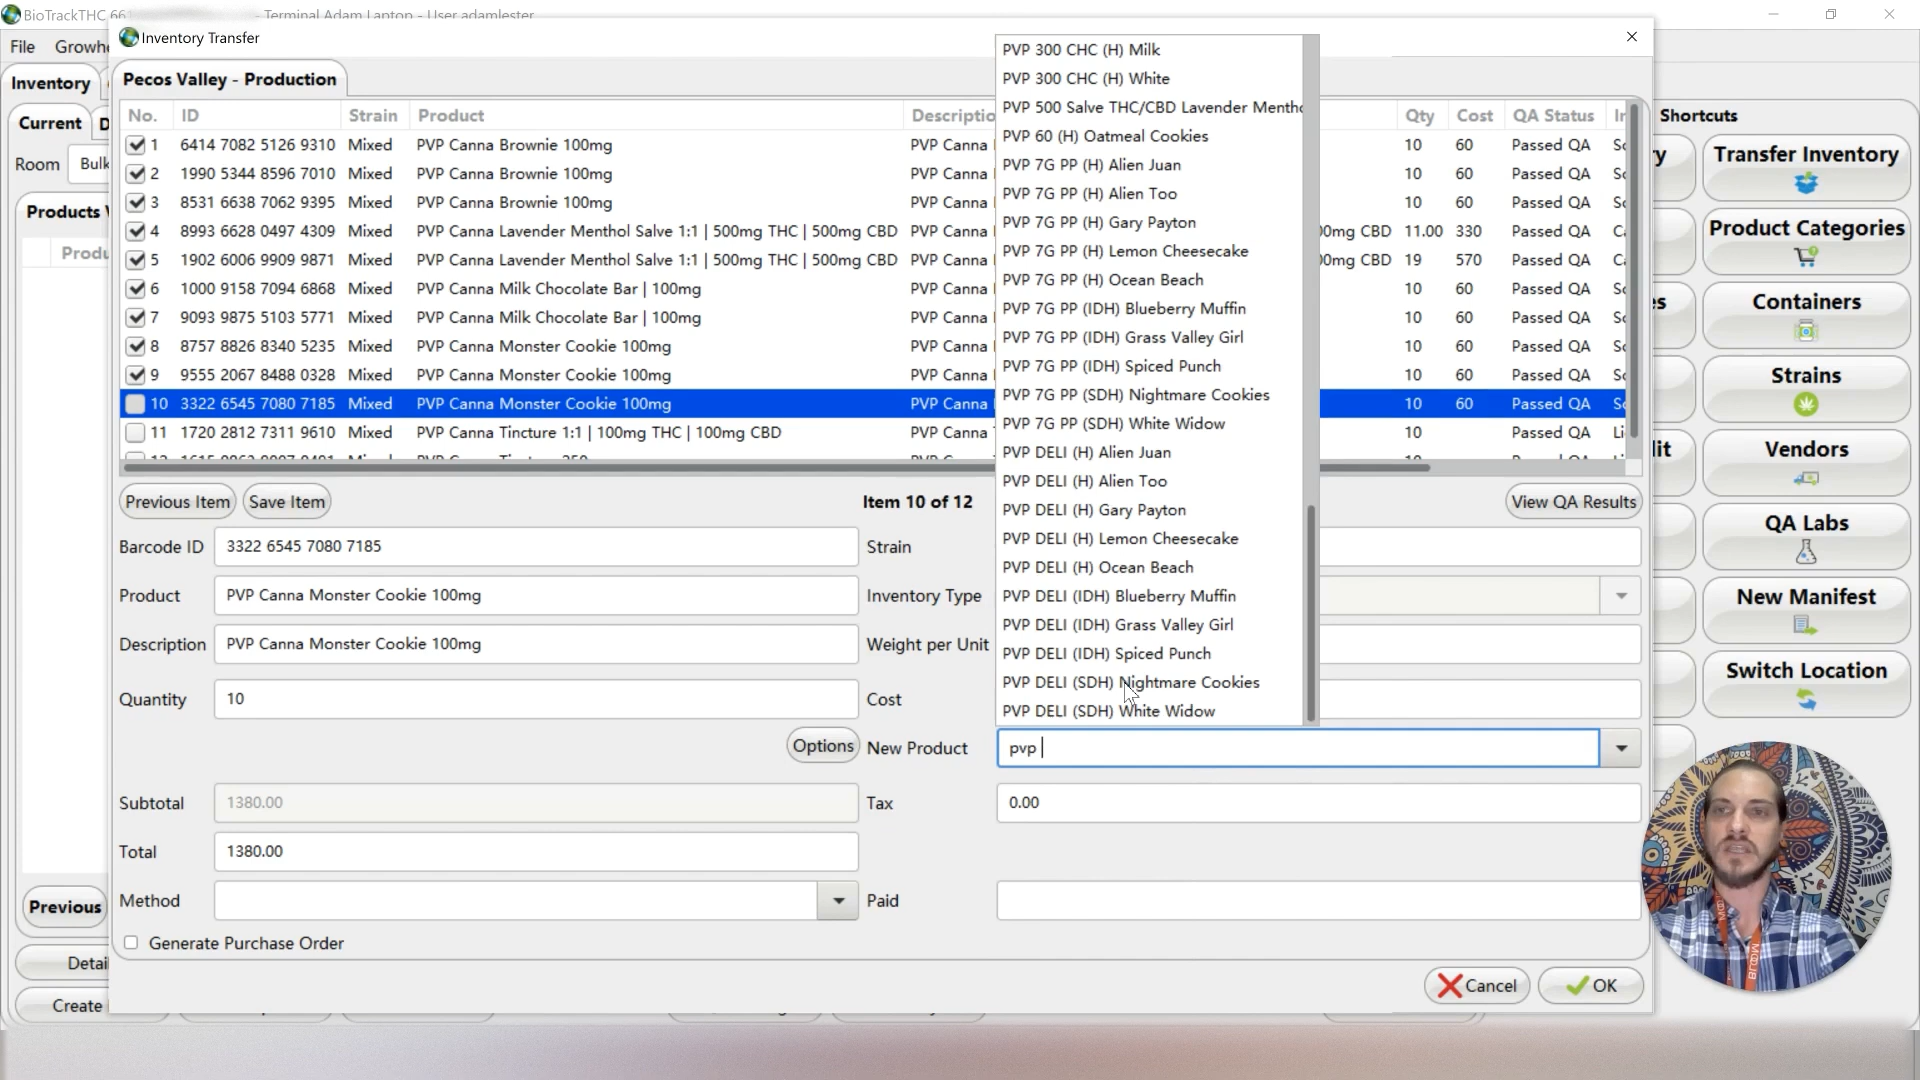 BioTrackTHC 66 - Terminal Adam Laptop - User adamlester
Inventory Transfer
File Growh
Inventory
Current
Room Bulk
Products
Produ
Pecos Valley - Production
No. ID Strain Product Descriptio Qty Cost QA Status
1 6414 7082 5126 9310 Mixed PVP Canna Brownie 100mg PVP Canna 10 60 Passed QA
2 1990 5344 8596 7010 Mixed PVP Canna Brownie 100mg PVP Canna 10 60 Passed QA
3 8531 6638 7062 9395 Mixed PVP Canna Brownie 100mg PVP Canna 10 60 Passed QA
4 8993 6628 0497 4309 Mixed PVP Canna Lavender Menthol Salve 1:1 | 500mg THC | 500mg CBD PVP Canna 00mg CBD 11.00 330 Passed QA
5 1902 6006 9909 9871 Mixed PVP Canna Lavender Menthol Salve 1:1 | 500mg THC | 500mg CBD PVP Canna 00mg CBD 19 570 Passed QA
6 1000 9158 7094 6868 Mixed PVP Canna Milk Chocolate Bar | 100mg PVP Canna 10 60 Passed QA
7 9093 9875 5103 5771 Mixed PVP Canna Milk Chocolate Bar | 100mg PVP Canna 10 60 Passed QA
8 8757 8826 8340 5235 Mixed PVP Canna Monster Cookie 100mg PVP Canna 10 60 Passed QA
9 9555 2067 8488 0328 Mixed PVP Canna Monster Cookie 100mg PVP Canna 10 60 Passed QA
10 3322 6545 7080 7185 Mixed PVP Canna Monster Cookie 100mg PVP Canna 10 60 Passed QA
11 1720 2812 7311 9610 Mixed PVP Canna Tincture 1:1 | 100mg THC | 100mg CBD PVP Canna 10 Passed QA Li
PVP 300 CHC (H) Milk
PVP 300 CHC (H) White
PVP 500 Salve THC/CBD Lavender Mentho
PVP 60 (H) Oatmeal Cookies
PVP 7G PP (H) Alien Juan
PVP 7G PP (H) Alien Too
PVP 7G PP (H) Gary Payton
PVP 7G PP (H) Lemon Cheesecake
PVP 7G PP (H) Ocean Beach
PVP 7G PP (IDH) Blueberry Muffin
PVP 7G PP (IDH) Grass Valley Girl
PVP 7G PP (IDH) Spiced Punch
PVP 7G PP (SDH) Nightmare Cookies
PVP 7G PP (SDH) White Widow
PVP DELI (H) Alien Juan
PVP DELI (H) Alien Too
PVP DELI (H) Gary Payton
PVP DELI (H) Lemon Cheesecake
PVP DELI (H) Ocean Beach
PVP DELI (IDH) Blueberry Muffin
PVP DELI (IDH) Grass Valley Girl
PVP DELI (IDH) Spiced Punch
PVP DELI (SDH) Nightmare Cookies
PVP DELI (SDH) White Widow
Previous Item Save Item Item 10 of 12 View QA Results
Barcode ID 3322 6545 7080 7185 Strain
Product PVP Canna Monster Cookie 100mg Inventory Type
Description PVP Canna Monster Cookie 100mg Weight per Unit
Quantity 10 Cost
Options New Product pvp
Subtotal 1380.00 Tax 0.00
Total 1380.00
Method Paid
Generate Purchase Order
Cancel OK
Previous
Detail
Create
Shortcuts
Transfer Inventory
Product Categories
Containers
Strains
Vendors
QA Labs
New Manifest
Switch Location